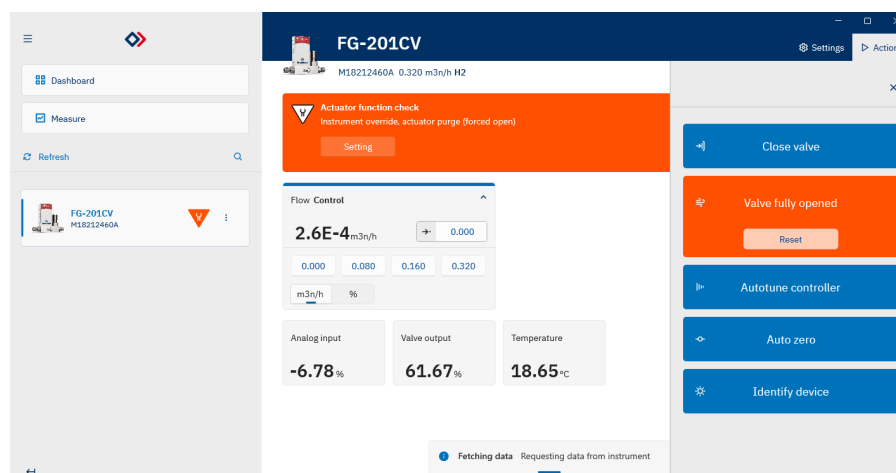 FG-201CV
Settings
Action
M18212460A 0.320 m3n/h H2
Dashboard
Measure
Refresh
FG-201CV
M18212460A
Actuator function check
Instrument override, actuator purge (forced open)
Setting
Flow Control
2.6E-4 m3n/h
0.000
0.000 0.080 0.160 0.320
m3n/h %
Analog input
-6.78 %
Valve output
61.67 %
Temperature
18.65 °C
Fetching data Requesting data from instrument
Close valve
Valve fully opened
Reset
Autotune controller
Auto zero
Identify device